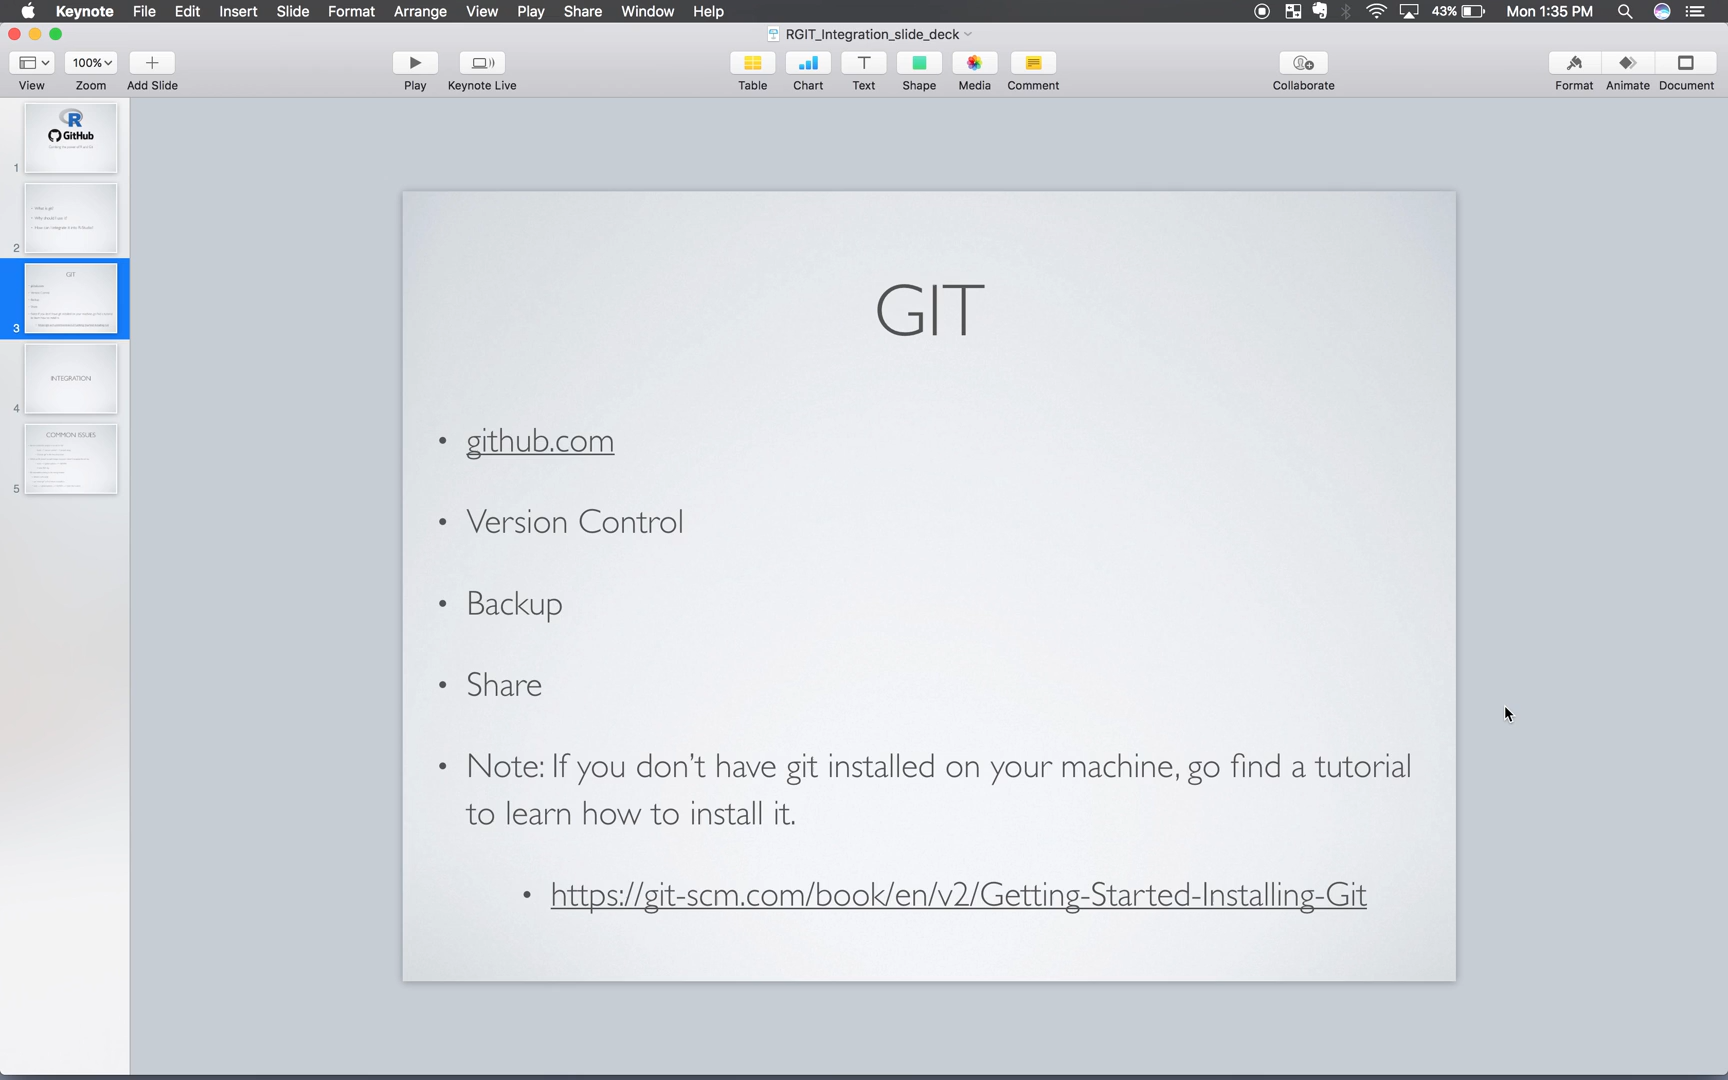 Keynote File Edit Insert Slide Format Arrange View Play Share Window Help 43% Mon 1:35 PM
RGIT_Integration_slide_deck
100%
View Zoom Add Slide Play Keynote Live Table Chart Text Shape Media Comment Collaborate Format Animate Document
R
GitHub
1
2
GIT
3
INTEGRATION
4
COMMON ISSUES
5
GIT
• github.com
• Version Control
• Backup
• Share
• Note: If you don’t have git installed on your machine, go find a tutorial
to learn how to install it.
• https://git-scm.com/book/en/v2/Getting-Started-Installing-Git